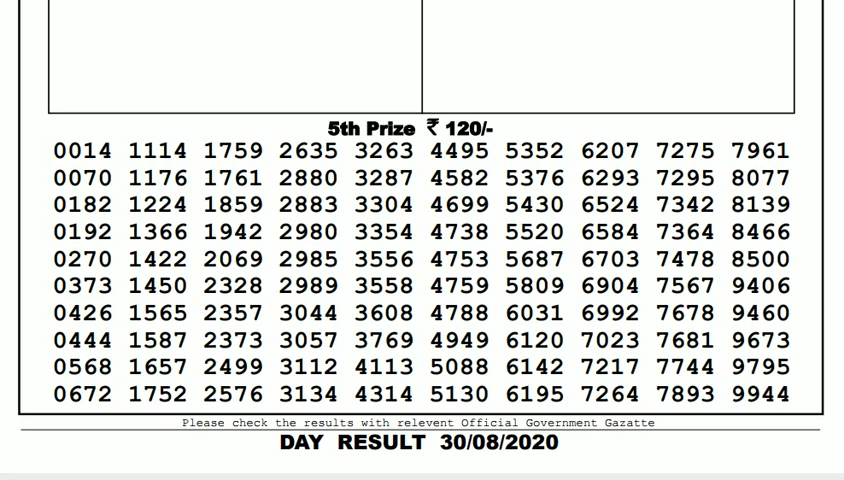 5th Prize ₹ 120/-
0014 1114 1759 2635 3263 4495 5352 6207 7275 7961
0070 1176 1761 2880 3287 4582 5376 6293 7295 8077
0182 1224 1859 2883 3304 4699 5430 6524 7342 8139
0192 1366 1942 2980 3354 4738 5520 6584 7364 8466
0270 1422 2069 2985 3556 4753 5687 6703 7478 8500
0373 1450 2328 2989 3558 4759 5809 6904 7567 9406
0426 1565 2357 3044 3608 4788 6031 6992 7678 9460
0444 1587 2373 3057 3769 4949 6120 7023 7681 9673
0568 1657 2499 3112 4113 5088 6142 7217 7744 9795
0672 1752 2576 3134 4314 5130 6195 7264 7893 9944
Please check the results with relevent Official Government Gazatte
DAY RESULT 30/08/2020